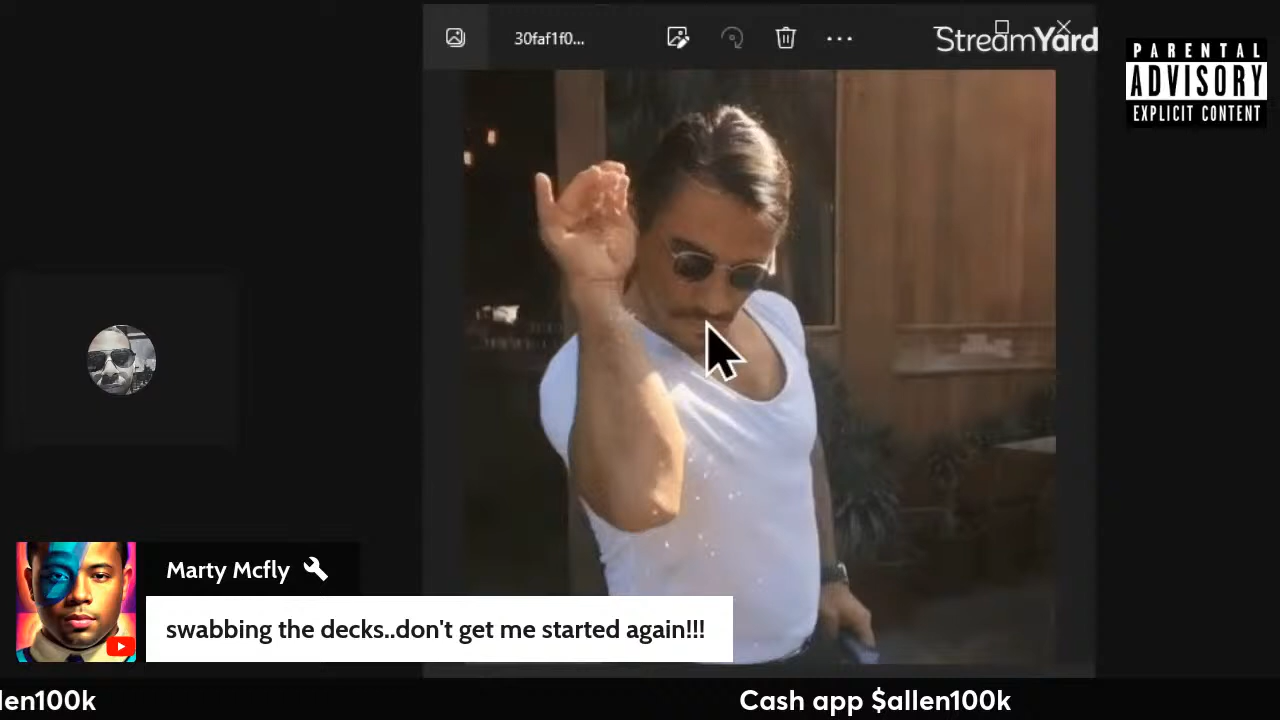 30faf1f0...
StreamYard
PARENTAL
ADVISORY
EXPLICIT CONTENT
Marty Mcfly
swabbing the decks..don't get me started again!!!
len100k
Cash app $allen100k